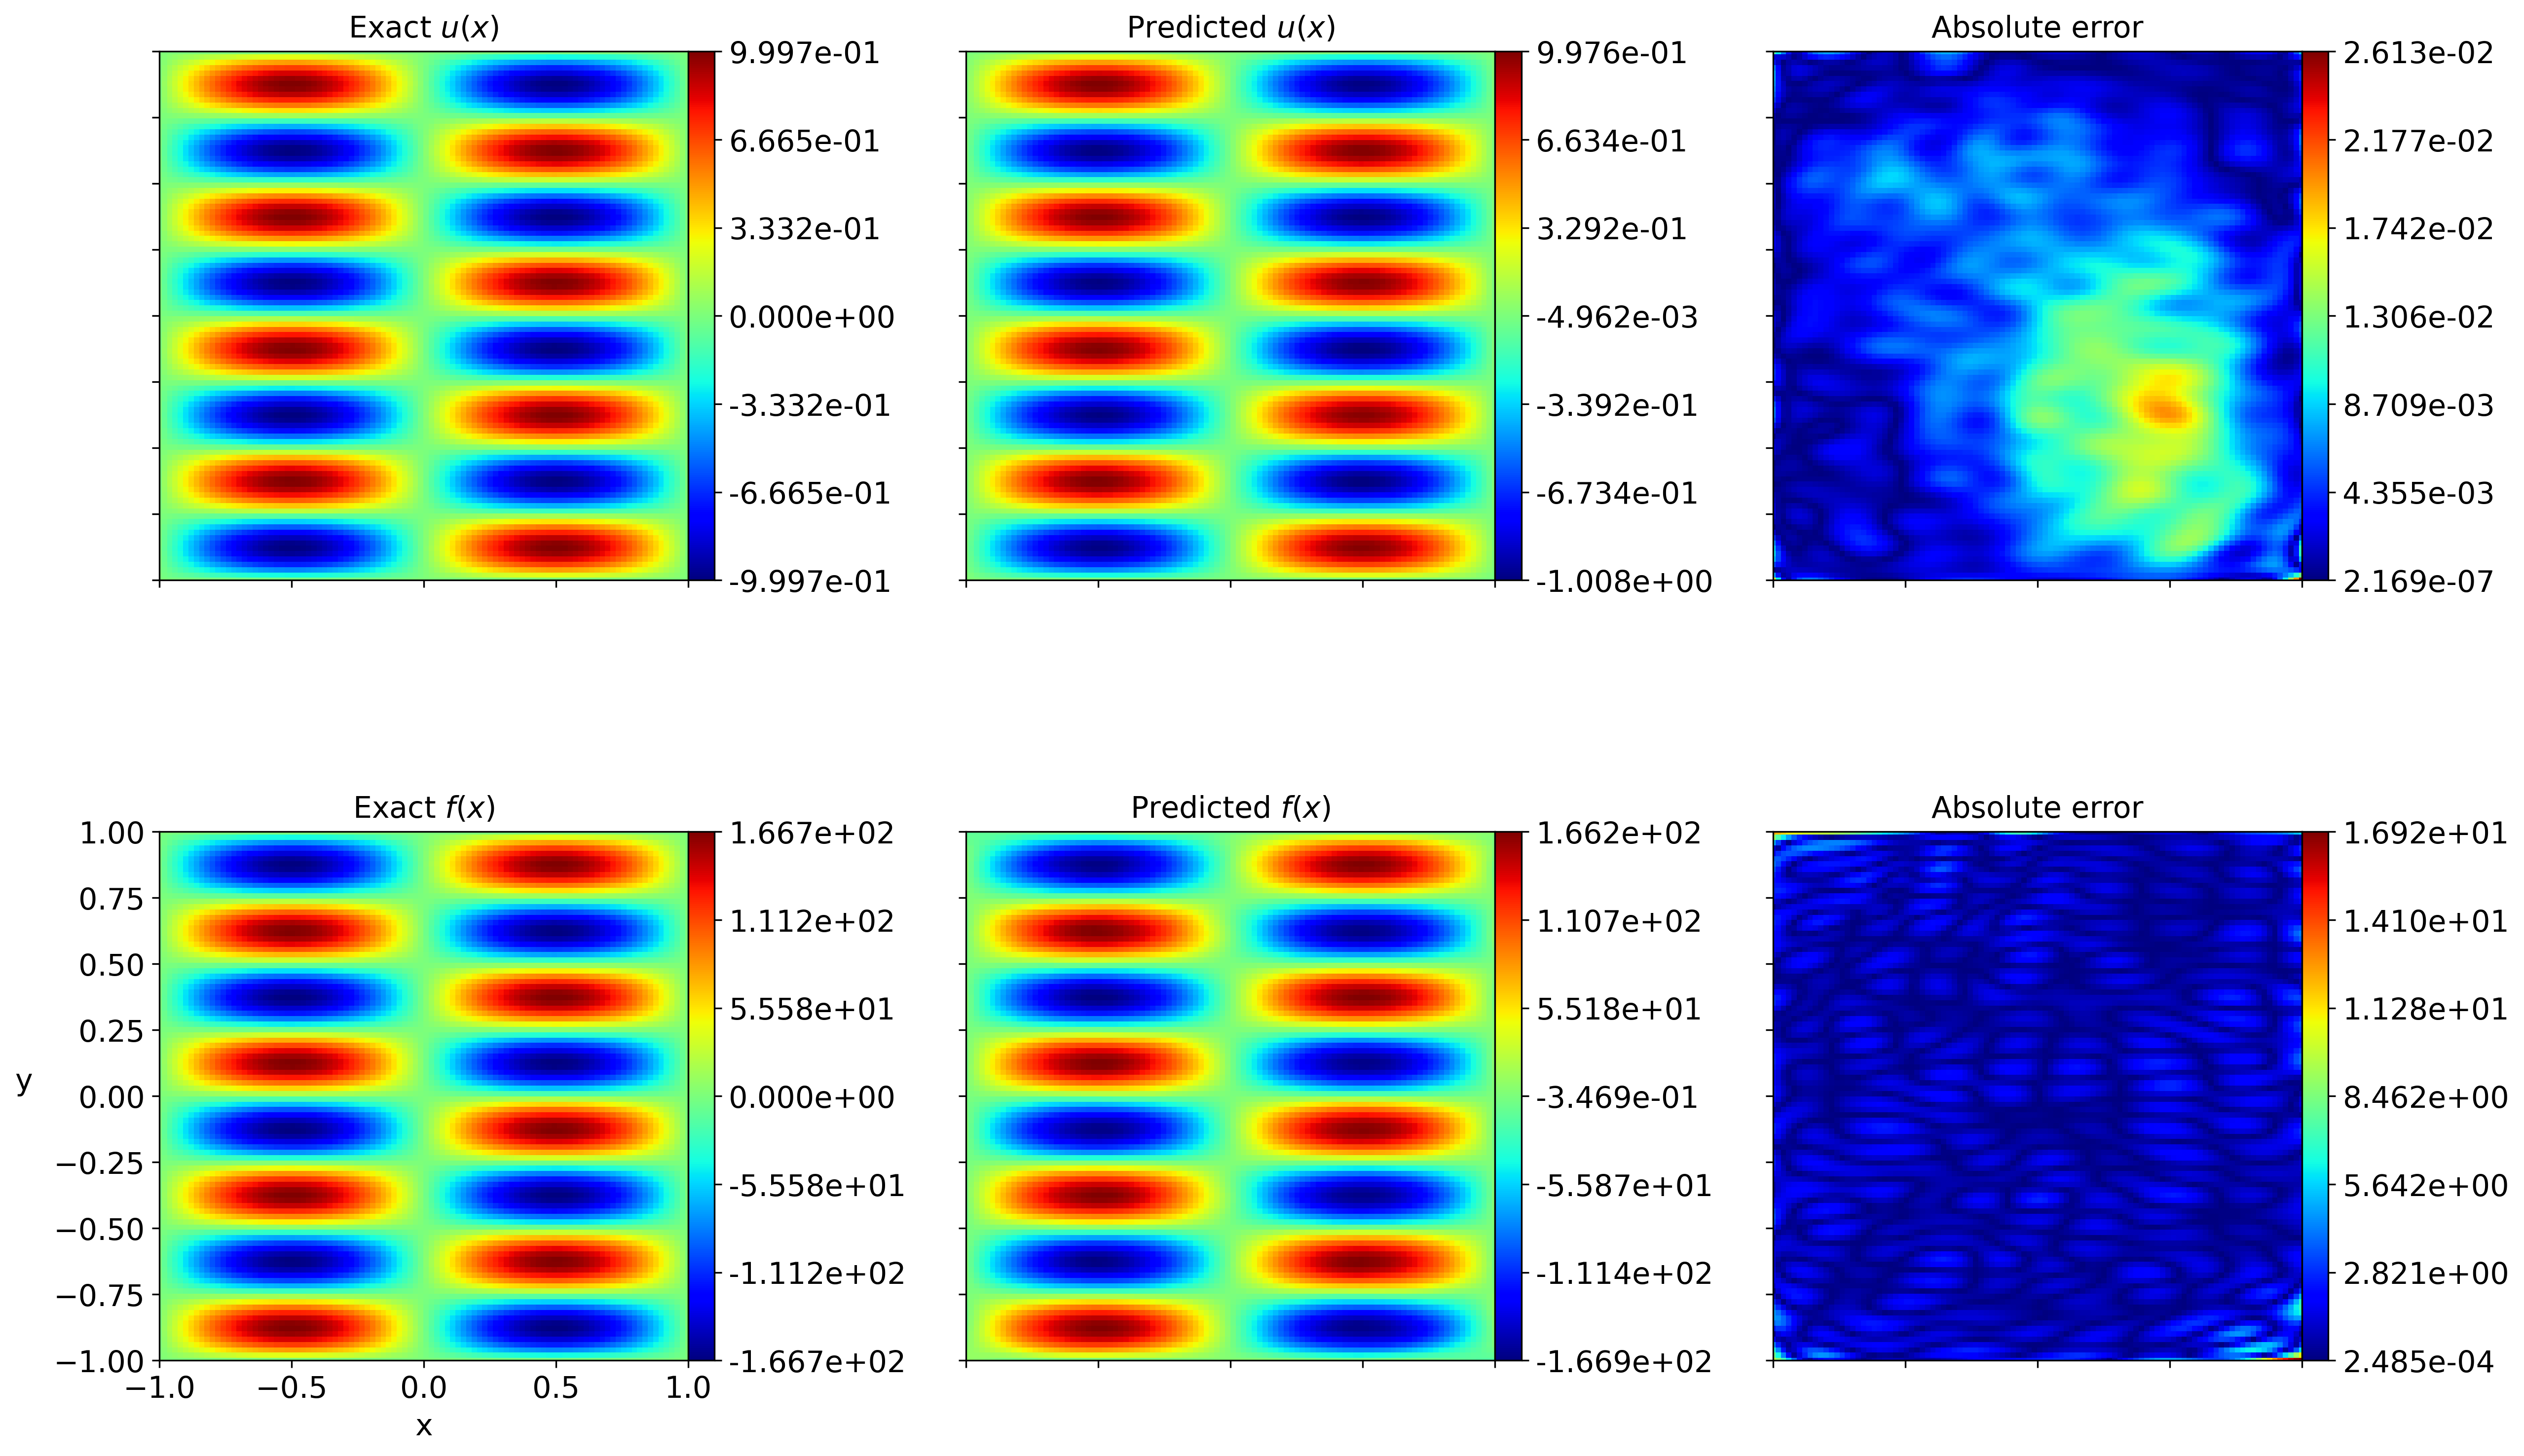 Exact u(x)
9.997e-01
6.665e-01
3.332e-01
0.000e+00
-3.332e-01
-6.665e-01
-9.997e-01
Predicted u(x)
9.976e-01
6.634e-01
3.292e-01
-4.962e-03
-3.392e-01
-6.734e-01
-1.008e+00
Absolute error
2.613e-02
2.177e-02
1.742e-02
1.306e-02
8.709e-03
4.355e-03
2.169e-07
Exact f(x)
y
1.00
0.75
0.50
0.25
0.00
−0.25
−0.50
−0.75
−1.00
−1.0 −0.5 0.0 0.5 1.0
x
1.667e+02
1.112e+02
5.558e+01
0.000e+00
-5.558e+01
-1.112e+02
-1.667e+02
Predicted f(x)
1.662e+02
1.107e+02
5.518e+01
-3.469e-01
-5.587e+01
-1.114e+02
-1.669e+02
Absolute error
1.692e+01
1.410e+01
1.128e+01
8.462e+00
5.642e+00
2.821e+00
2.485e-04